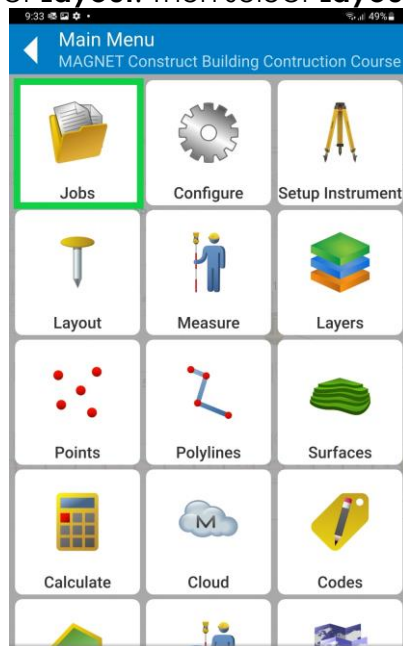 9:33 49%
Main Menu
MAGNET Construct Building Contruction Course
Jobs Configure Setup Instrument
Layout Measure Layers
Points Polylines Surfaces
M
Calculate Cloud Codes